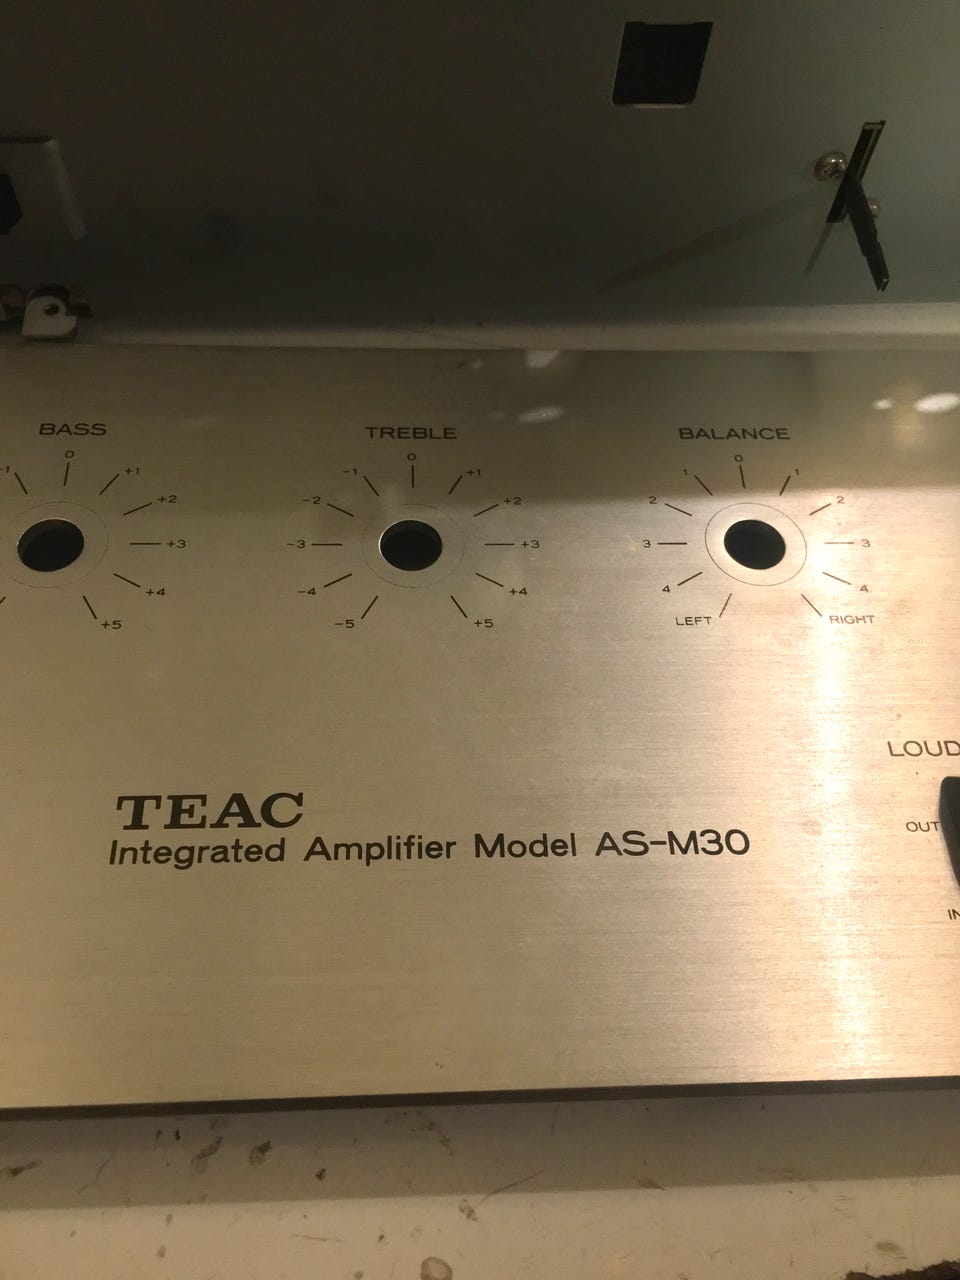 BASS
TREBLE
BALANCE
0
0
0
-1
+1
-1
+1
1
1
+2
-2
+2
2
2
+3
-3
+3
3
3
+4
-4
+4
4
4
+5
-5
+5
LEFT
RIGHT
LOUD
OUT
TEAC
Integrated Amplifier Model AS-M30
IN